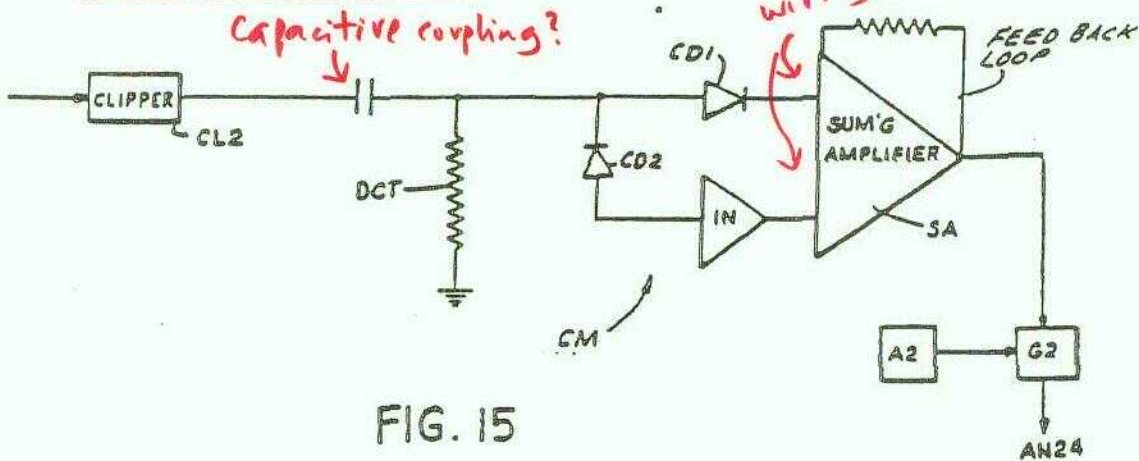 Capacitive coupling?
CD1
FEED BACK
LOOP
CLIPPER
CL2
SUM'G
AMPLIFIER
CD2
DCT
IN
SA
CM
A2
G2
FIG. 15
AN24